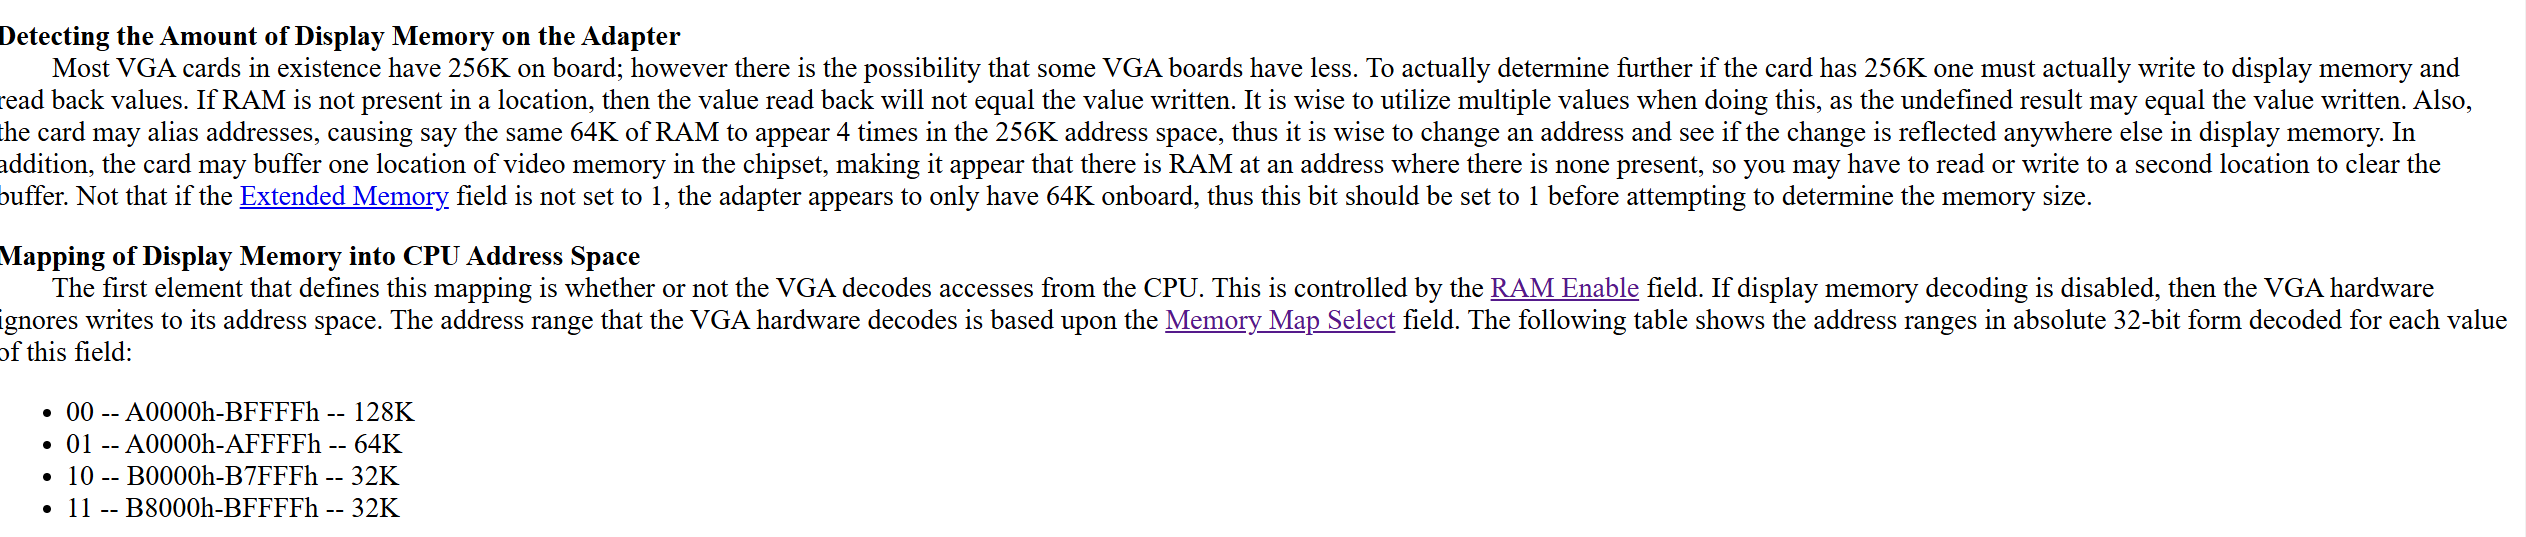 Detecting the Amount of Display Memory on the Adapter
Most VGA cards in existence have 256K on board; however there is the possibility that some VGA boards have less. To actually determine further if the card has 256K one must actually write to display memory and
read back values. If RAM is not present in a location, then the value read back will not equal the value written. It is wise to utilize multiple values when doing this, as the undefined result may equal the value written. Also,
the card may alias addresses, causing say the same 64K of RAM to appear 4 times in the 256K address space, thus it is wise to change an address and see if the change is reflected anywhere else in display memory. In
addition, the card may buffer one location of video memory in the chipset, making it appear that there is RAM at an address where there is none present, so you may have to read or write to a second location to clear the
buffer. Not that if the Extended Memory field is not set to 1, the adapter appears to only have 64K onboard, thus this bit should be set to 1 before attempting to determine the memory size.
Mapping of Display Memory into CPU Address Space
The first element that defines this mapping is whether or not the VGA decodes accesses from the CPU. This is controlled by the RAM Enable field. If display memory decoding is disabled, then the VGA hardware
ignores writes to its address space. The address range that the VGA hardware decodes is based upon the Memory Map Select field. The following table shows the address ranges in absolute 32-bit form decoded for each value
of this field:
• 00 -- A0000h-BFFFFh -- 128K
• 01 -- A0000h-AFFFFh -- 64K
• 10 -- B0000h-B7FFFh -- 32K
• 11 -- B8000h-BFFFFh -- 32K